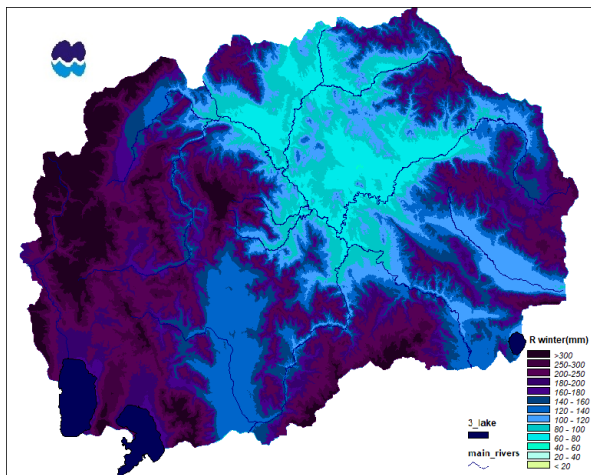 R winter(mm)
>300
250-300
200-250
180-200
160-180
140 - 160
< 120 - 140
100 - 120
80 - 100
60 - 80
40 - 60
20 - 40
< 20
3_lake
main_rivers